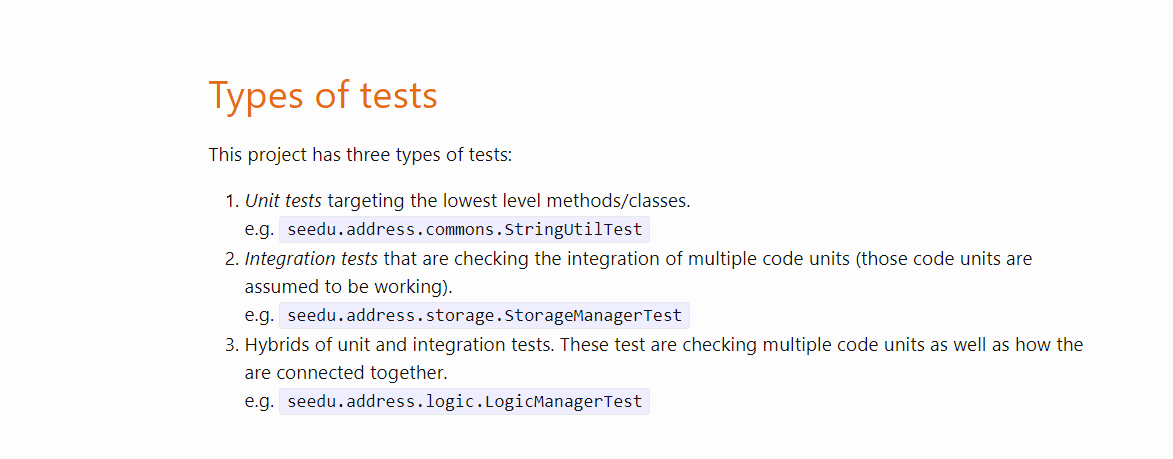 Types of tests
This project has three types of tests:
1. Unit tests targeting the lowest level methods/classes.
e.g. seedu.address.commons.StringUtilTest
2. Integration tests that are checking the integration of multiple code units (those code units are
assumed to be working).
e.g. seedu.address.storage.StorageManagerTest
3. Hybrids of unit and integration tests. These test are checking multiple code units as well as how the
are connected together.
e.g. seedu.address.logic.LogicManagerTest